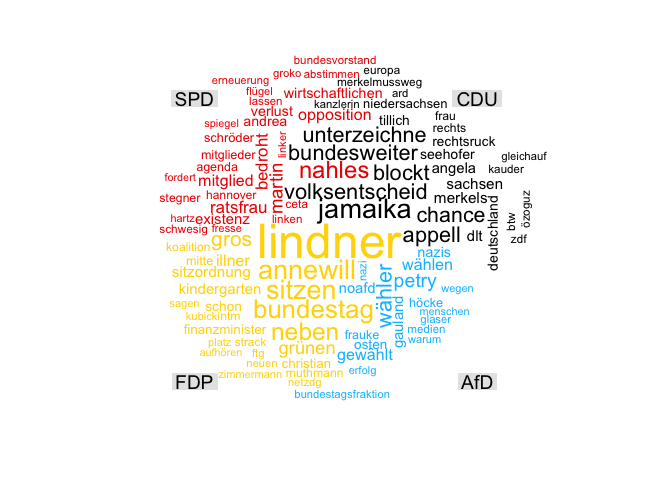 bundesvorstand
groko abstimmen europa
erneuerung merkelmussweg
flügel wirtschaftlichen ard
SPD lassen kanzlerin niedersachsen CDU
verlust opposition tillich frau
spiegel andrea unterzeichne rechts
schröder linker rechtsruck
mitglieder bedroht bundesweiter seehofer gleichauf
agenda nahles blockt angela kauder
fordert mitglied martin sachsen
stegner hannover volksentscheid merkels
ratsfrau ceta jamaika deutschland özoguz
hartz existenz linken chance btw
schwesig fresse appell dlt zdf
koalition gros lindner
mitte illner nazis
sitzordnung annewill nazi wählen
kindergarten sitzen noafd petry wegen
sagen schon bundestag wähler höcke
kubickintm gauland menschen
finanzminister neben gläser
platz strack frauke medien
grünen osten warum
aufhören ftg gewählt
neuen christian erfolg
FDP zimmermann muthmann AfD
netzdg
bundestagsfraktion